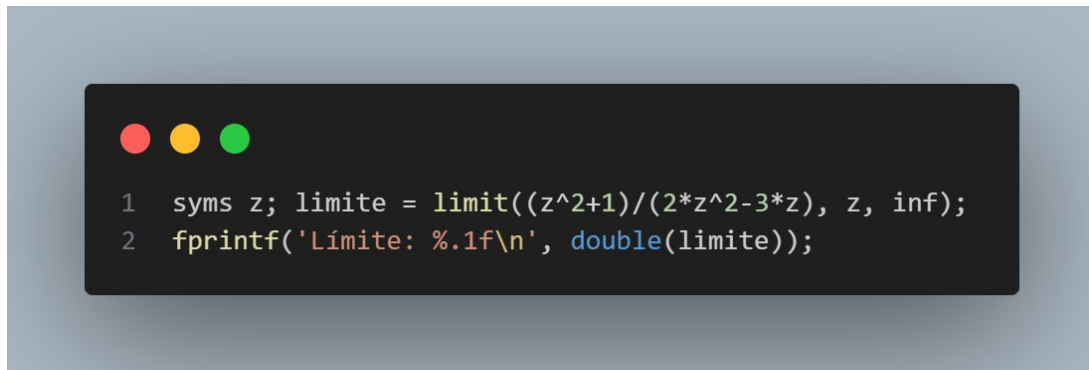 1 syms z; limite = limit((z^2+1)/(2*z^2-3*z), z, inf);
2 fprintf('Límite: %.1f\n', double(limite));